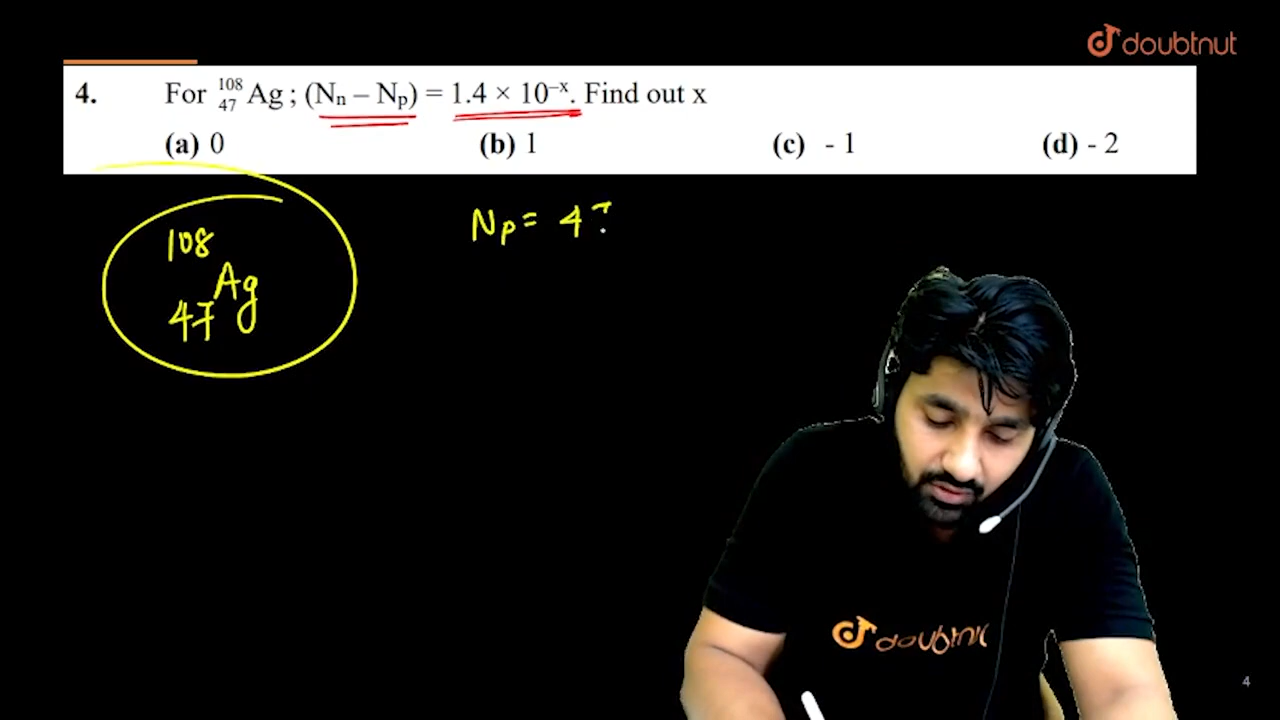 doubtnut
4. For ¹⁰⁸₄₇Ag ; (Nₙ – Nₚ) = 1.4 × 10⁻ˣ. Find out x
(a) 0 (b) 1 (c) - 1 (d) - 2
108
Ag
47
Nₚ = 47
doubtnut
4